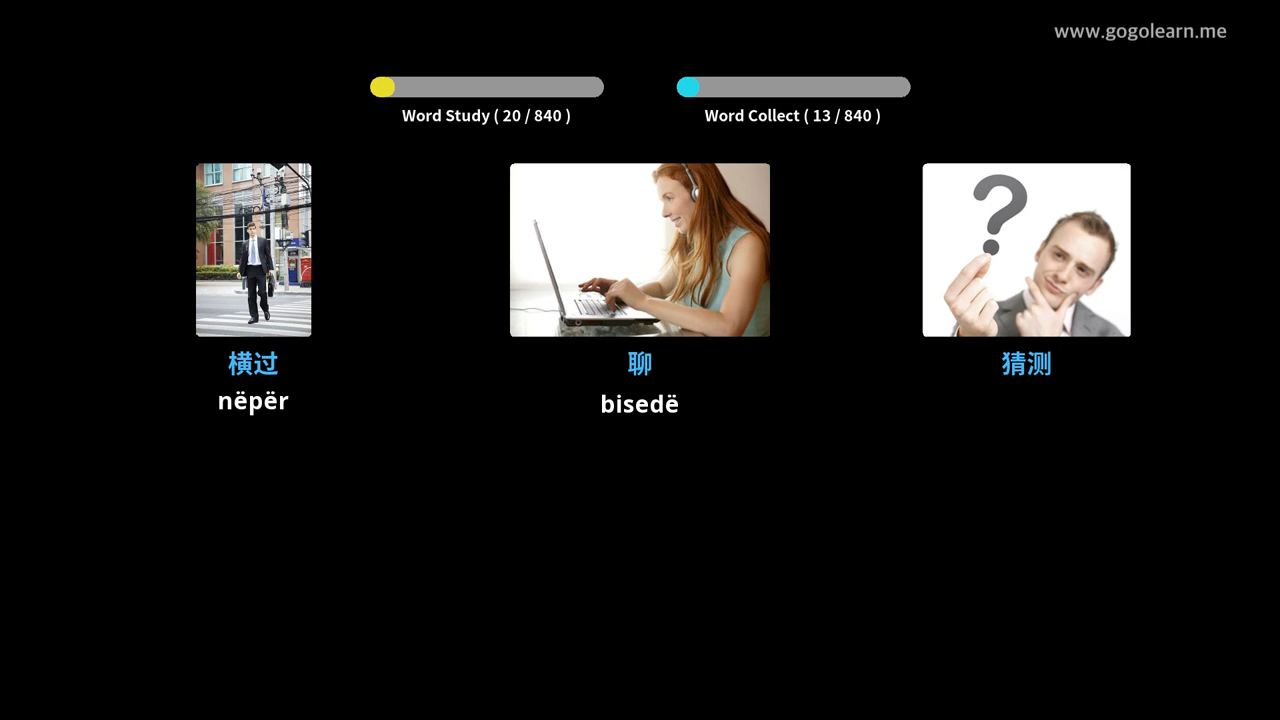 www.gogolearn.me
Word Study ( 20 / 840 )
Word Collect ( 13 / 840 )
横过
聊
猜测
nëpër
bisedë